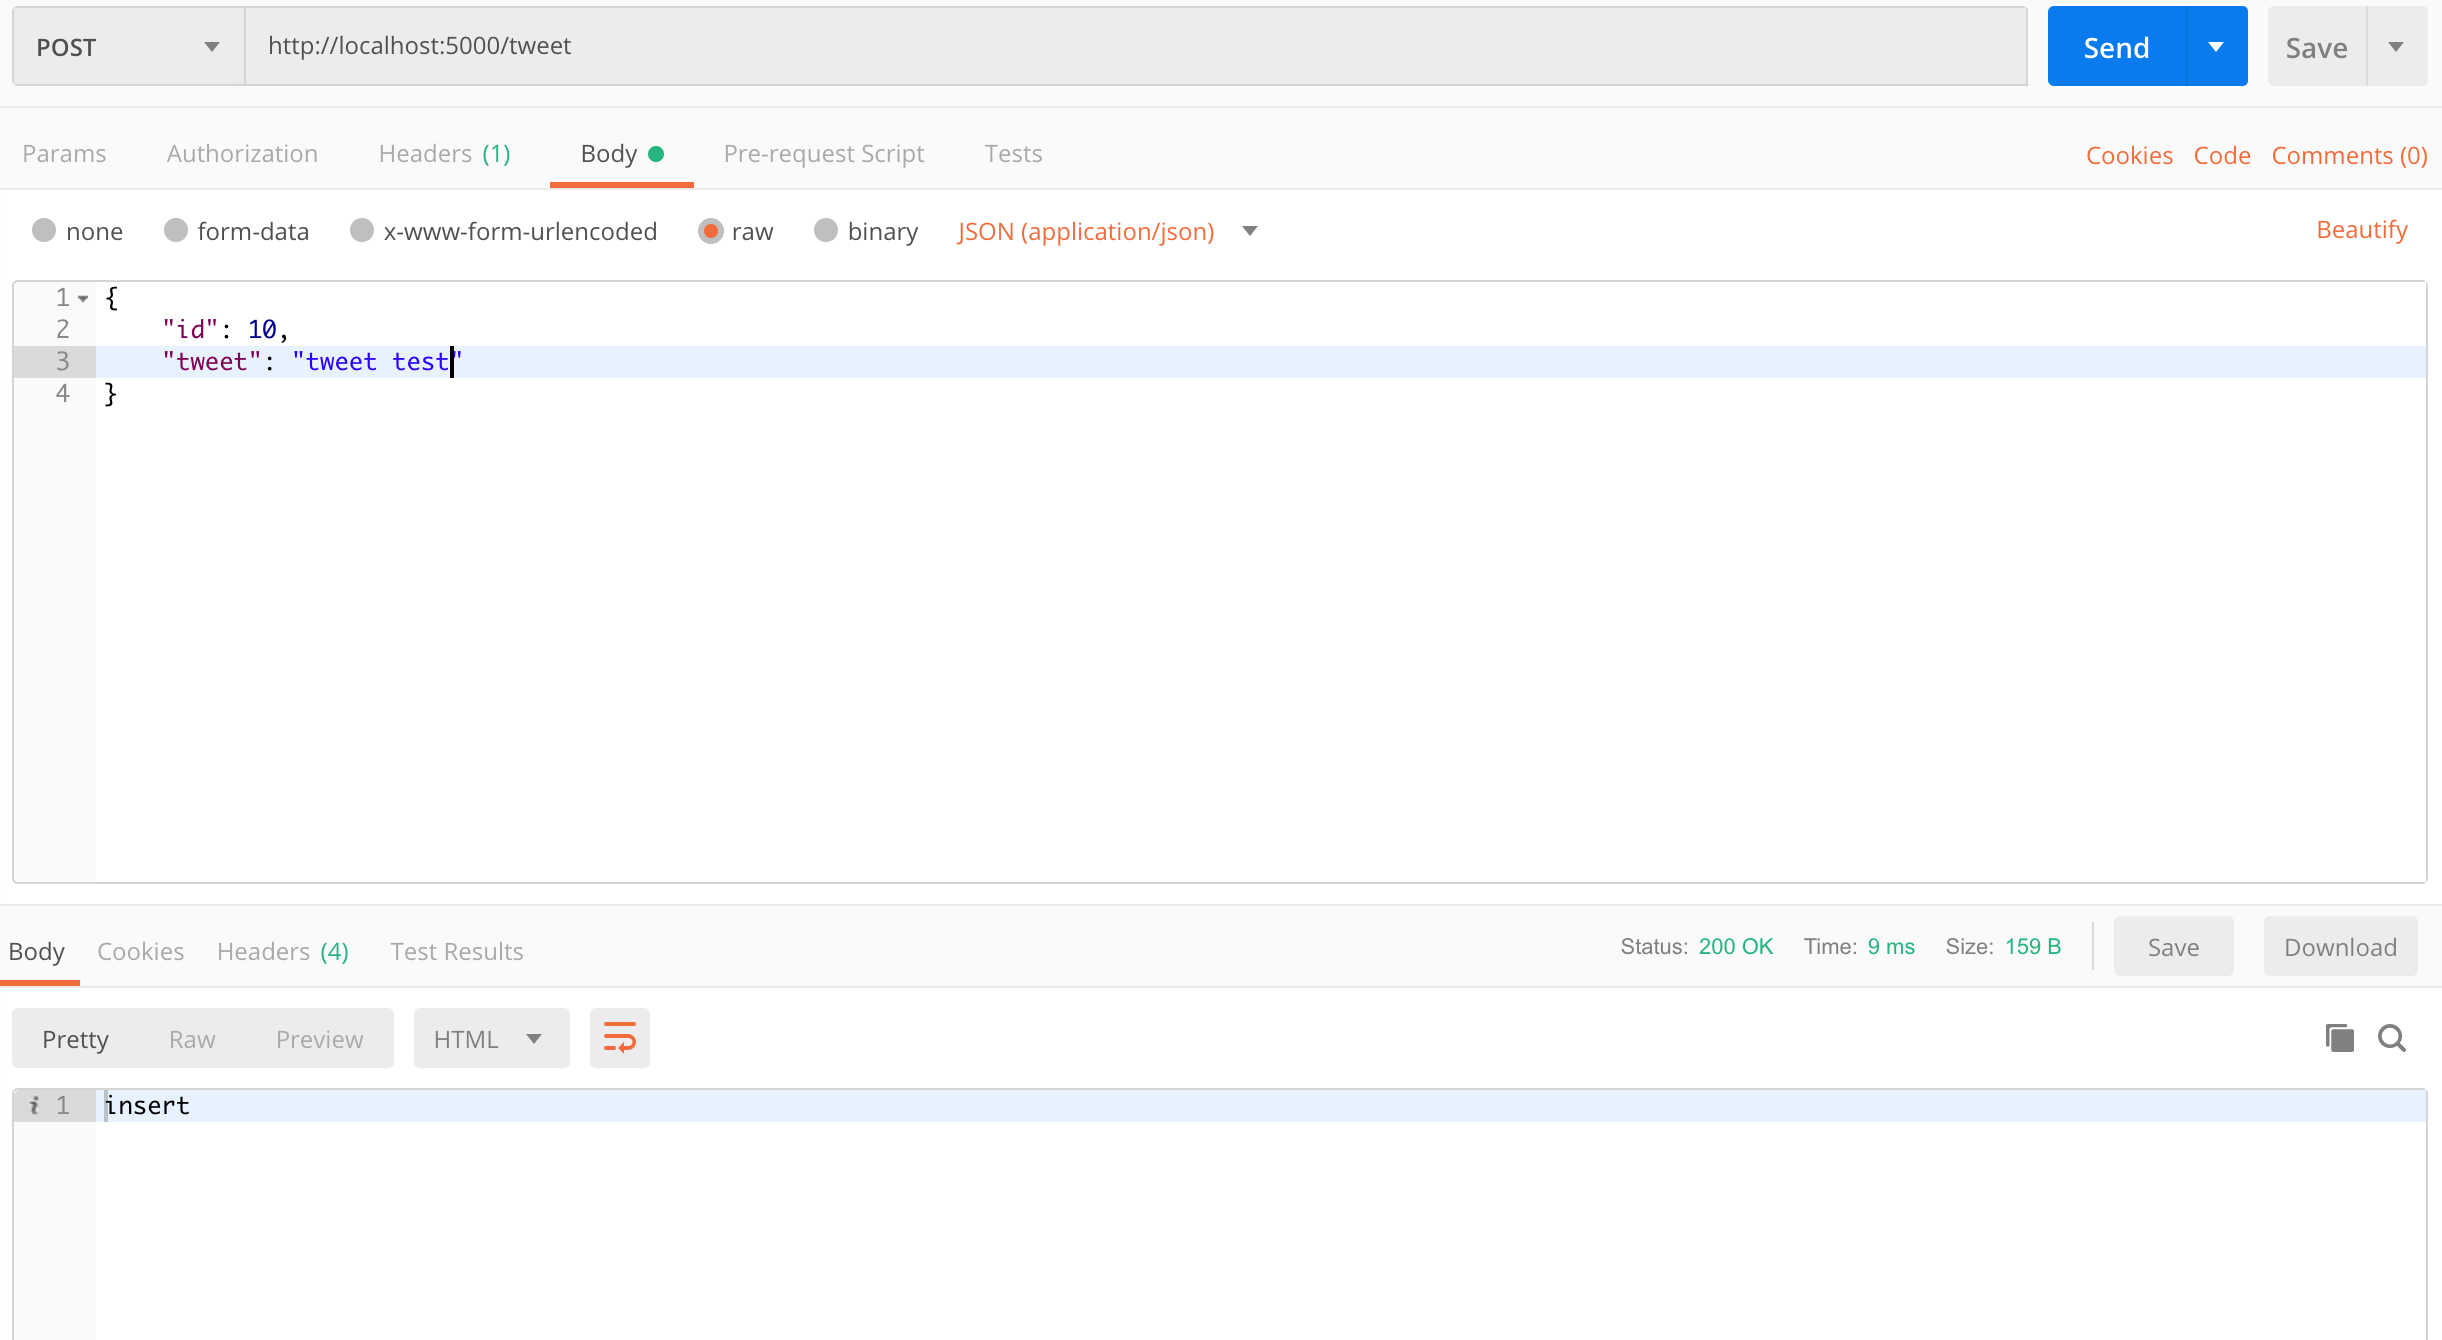 POST http://localhost:5000/tweet Send Save
Params Authorization Headers (1) Body Pre-request Script Tests Cookies Code Comments (0)
none form-data x-www-form-urlencoded raw binary JSON (application/json) Beautify
1 {
2 "id": 10,
3 "tweet": "tweet test"
4 }
Body Cookies Headers (4) Test Results Status: 200 OK Time: 9 ms Size: 159 B Save Download
Pretty Raw Preview HTML
i 1 insert